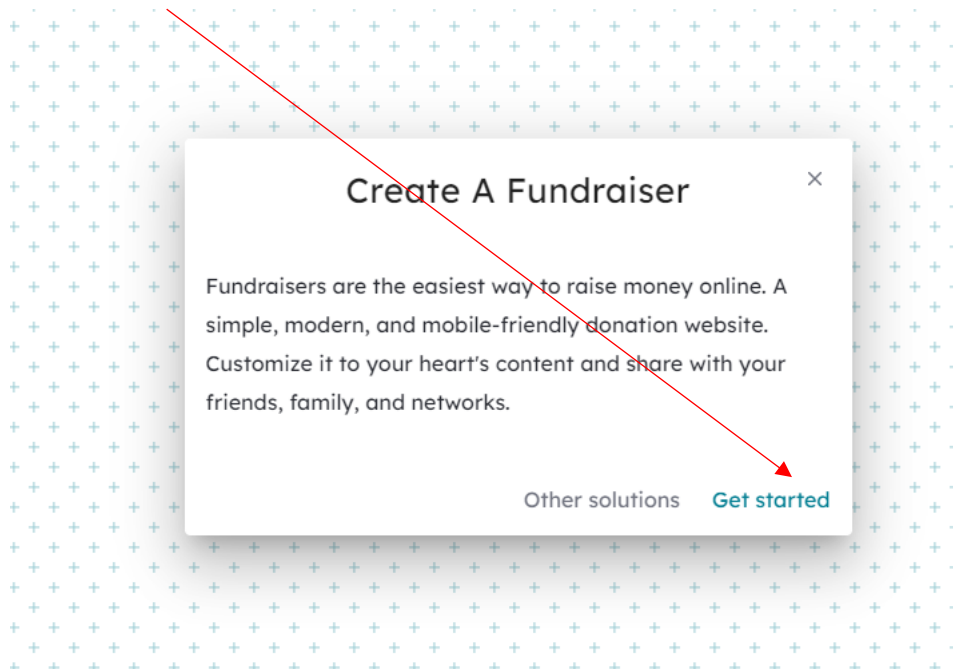 Create A Fundraiser
Fundraisers are the easiest way to raise money online. A
simple, modern, and mobile-friendly donation website.
Customize it to your heart's content and share with your
friends, family, and networks.
Other solutions Get started